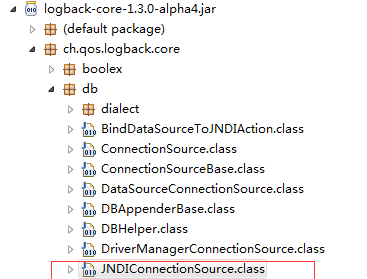 logback-core-1.3.0-alpha4.jar
(default package)
ch.qos.logback.core
boolex
db
dialect
BindDataSourceToJNDIAction.class
ConnectionSource.class
ConnectionSourceBase.class
DataSourceConnectionSource.class
DBAppenderBase.class
DBHelper.class
DriverManagerConnectionSource.class
JNDIConnectionSource.class